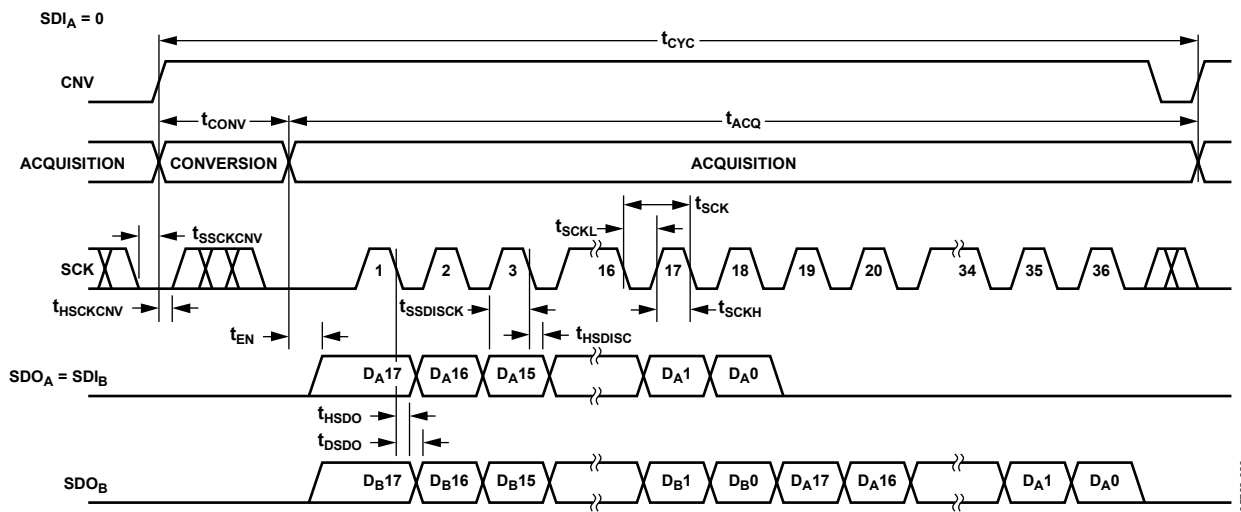 SDIA = 0
tCYC
CNV
tCONV
tACQ
ACQUISITION CONVERSION ACQUISITION
tSCK
tSCKL
tSSCKCNV
SCK 1 2 3 16 17 18 19 20 34 35 36
tSSDISCK
tHSCKCNV
tSCKH
tEN
tHSDISC
SDOA = SDIB DA17 DA16 DA15 DA1 DA0
tHSDO
tDSDO
SDOB DB17 DB16 DB15 DB1 DB0 DA17 DA16 DA1 DA0